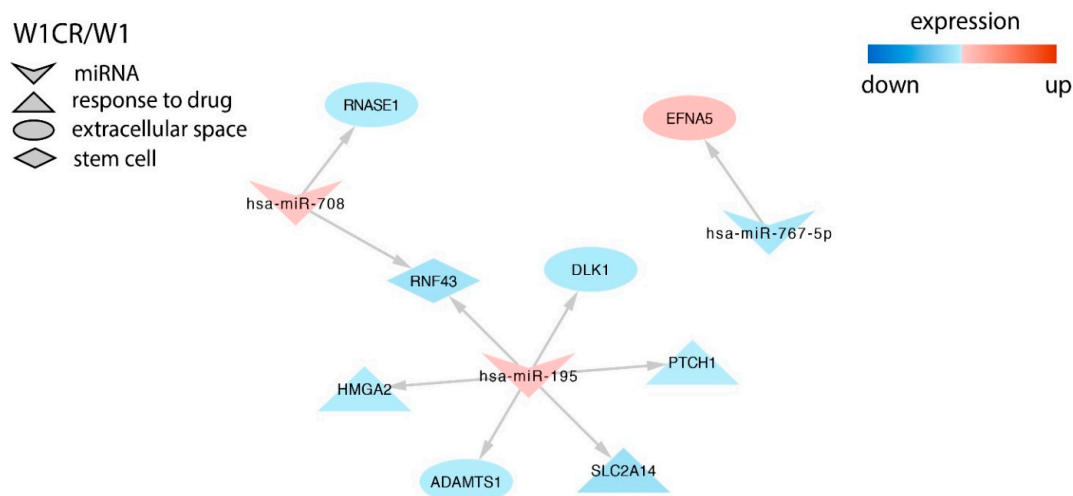 W1CR/W1
miRNA
response to drug
extracellular space
stem cell
expression
down up
RNASE1
EFNA5
hsa-miR-708
hsa-miR-767-5p
RNF43
DLK1
hsa-miR-195
PTCH1
HMGA2
ADAMTS1
SLC2A14